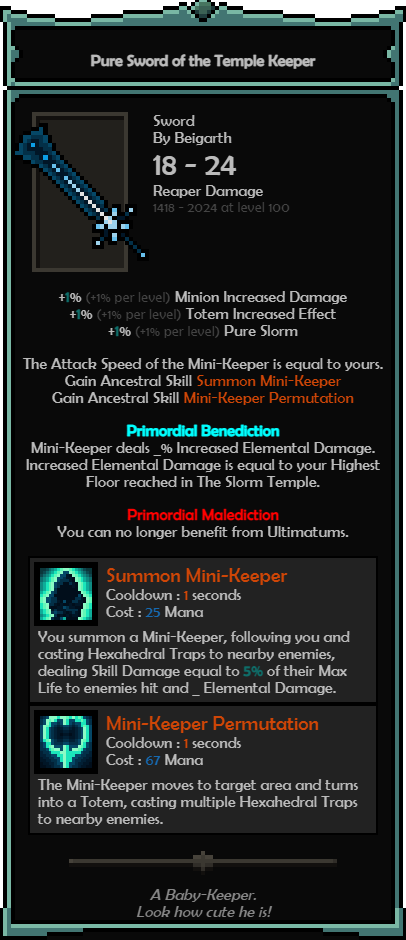 Pure Sword of the Temple Keeper
Sword
By Beigarth
18 - 24
Reaper Damage
1418 - 2024 at level 100
+1% (+1% per level) Minion Increased Damage
+1% (+1% per level) Totem Increased Effect
+1% (+1% per level) Pure Slorm
The Attack Speed of the Mini-Keeper is equal to yours.
Gain Ancestral Skill Summon Mini-Keeper
Gain Ancestral Skill Mini-Keeper Permutation
Primordial Benediction
Mini-Keeper deals _% Increased Elemental Damage.
Increased Elemental Damage is equal to your Highest
Floor reached in The Slorm Temple.
Primordial Malediction
You can no longer benefit from Ultimatums.
Summon Mini-Keeper
Cooldown : 1 seconds
Cost : 25 Mana
You summon a Mini-Keeper, following you and
casting Hexahedral Traps to nearby enemies,
dealing Skill Damage equal to 5% of their Max
Life to enemies hit and _ Elemental Damage.
Mini-Keeper Permutation
Cooldown : 1 seconds
Cost : 67 Mana
The Mini-Keeper moves to target area and turns
into a Totem, casting multiple Hexahedral Traps
to nearby enemies.
A Baby-Keeper.
Look how cute he is!